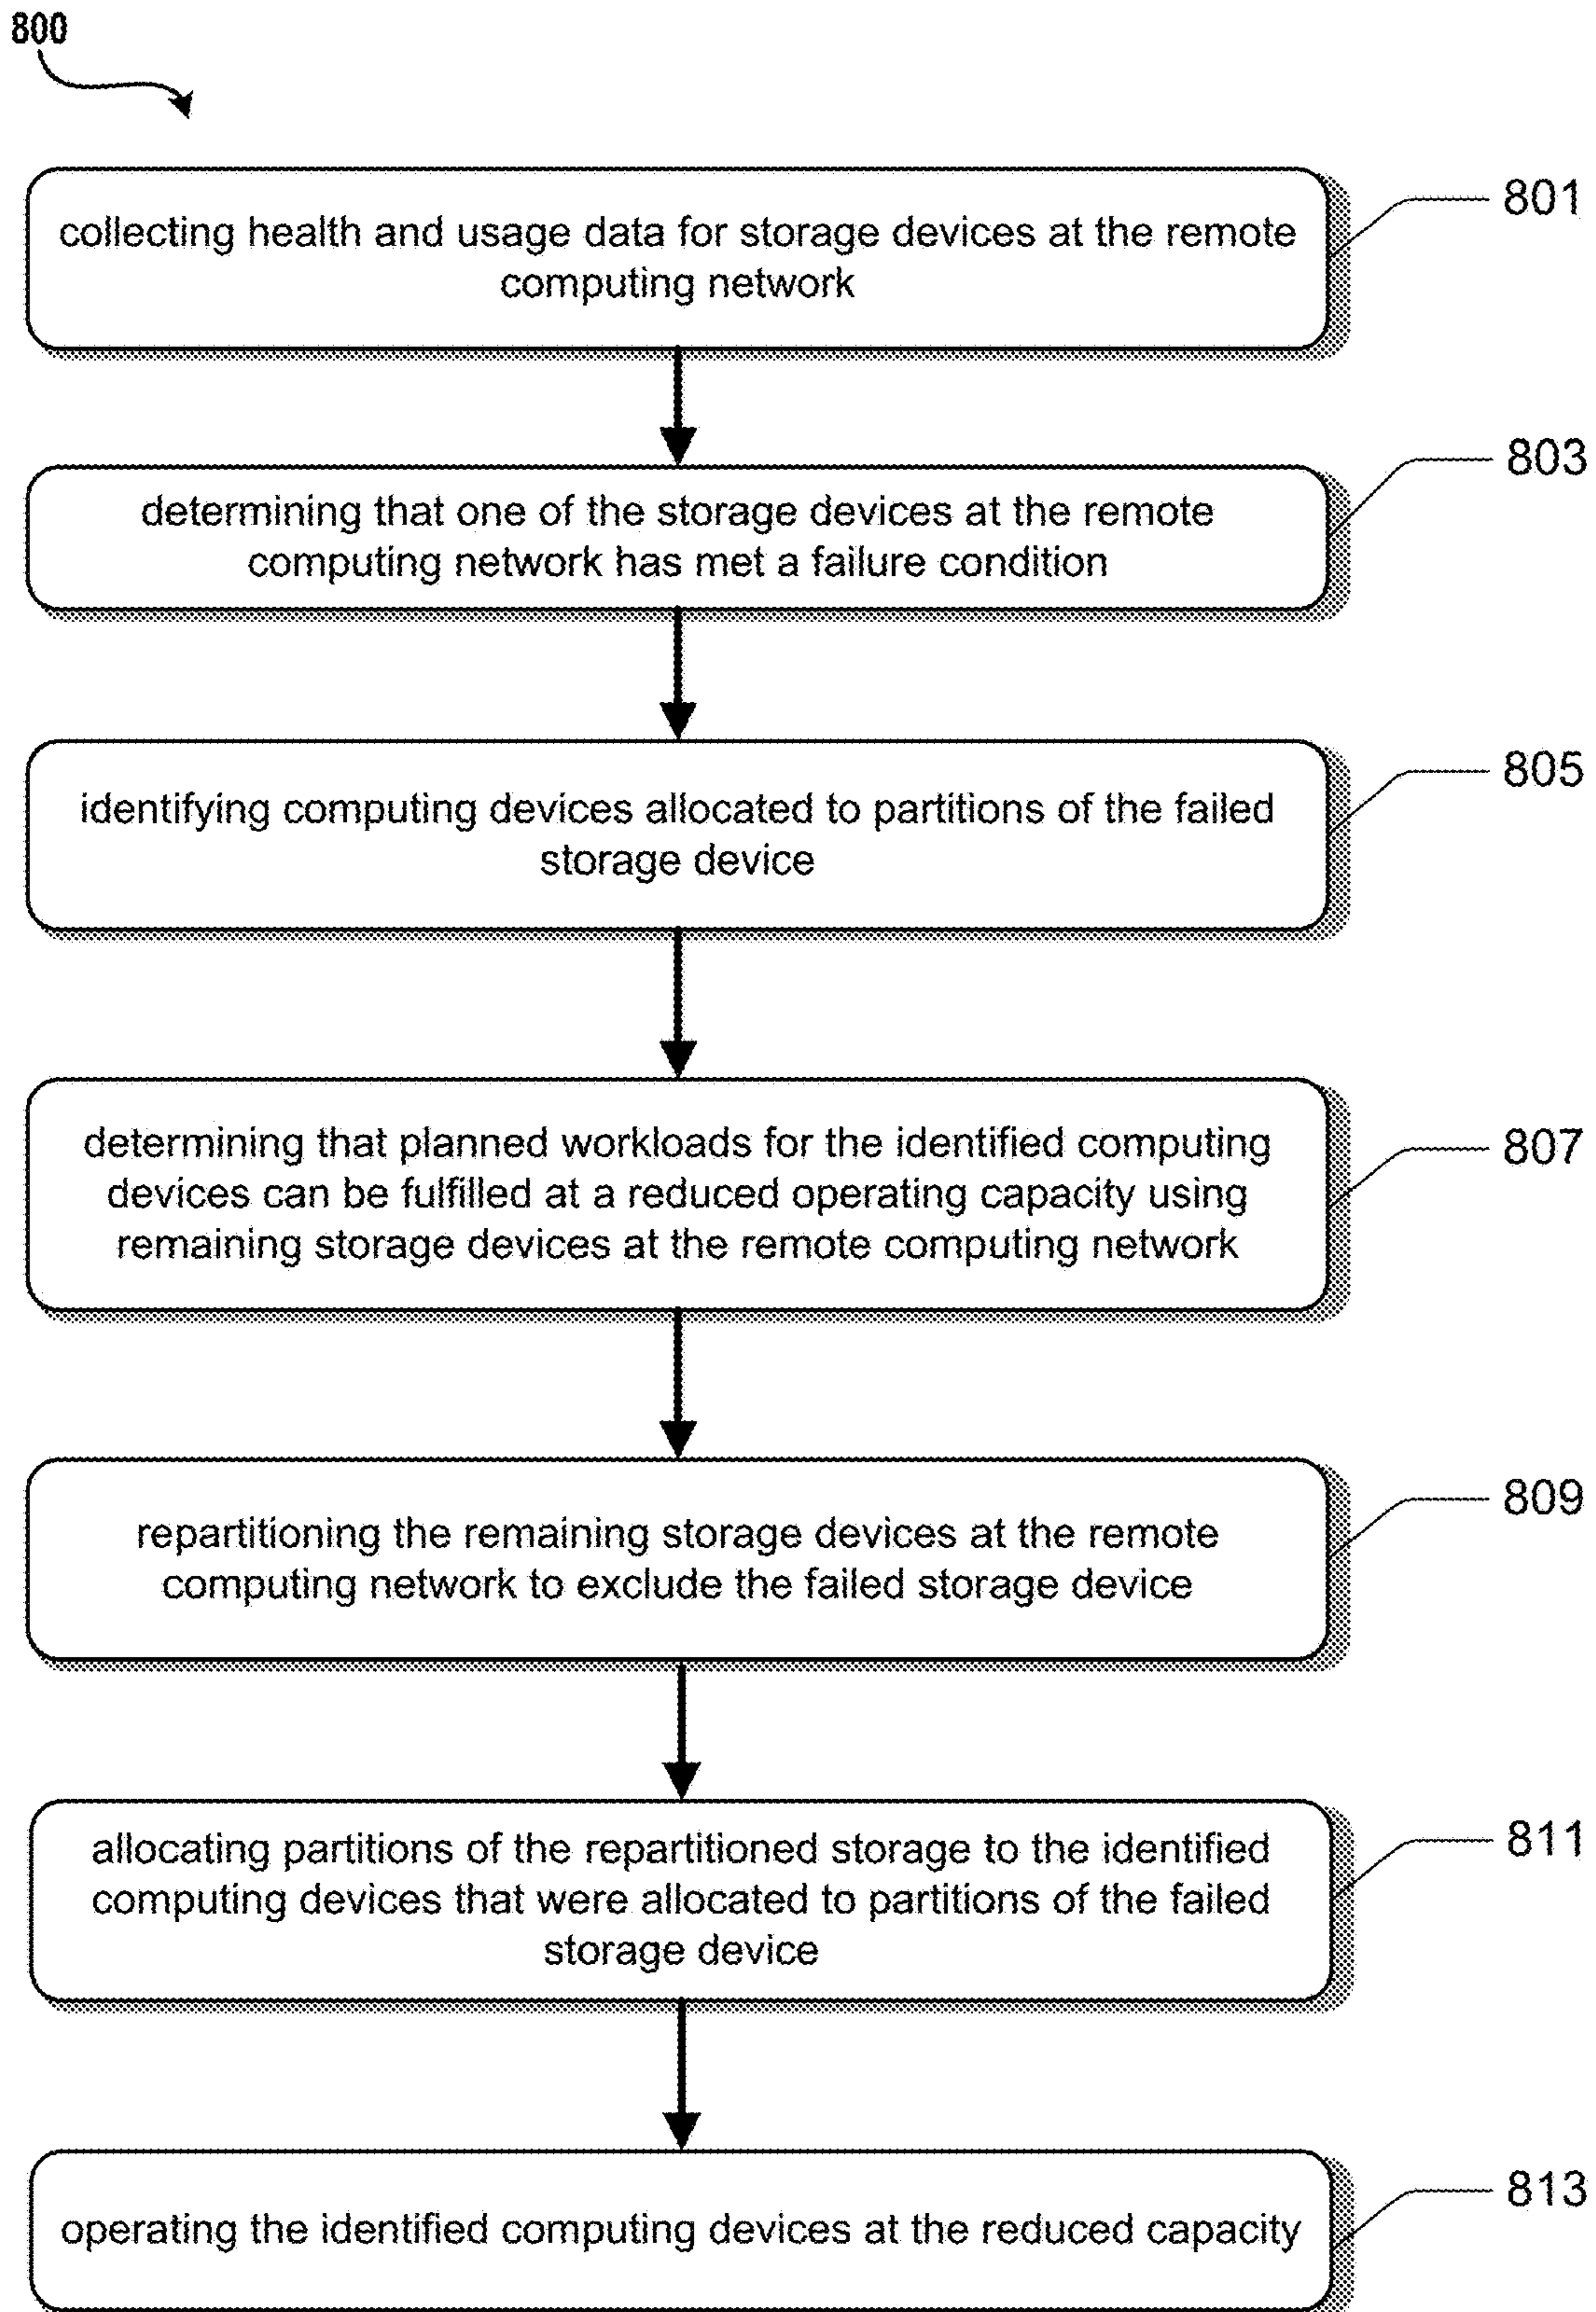 800
collecting health and usage data for storage devices at the remote
computing network
801
determining that one of the storage devices at the remote
computing network has met a failure condition
803
identifying computing devices allocated to partitions of the failed
storage device
805
determining that planned workloads for the identified computing
devices can be fulfilled at a reduced operating capacity using
remaining storage devices at the remote computing network
807
repartitioning the remaining storage devices at the remote
computing network to exclude the failed storage device
809
allocating partitions of the repartitioned storage to the identified
computing devices that were allocated to partitions of the failed
storage device
811
operating the identified computing devices at the reduced capacity
813